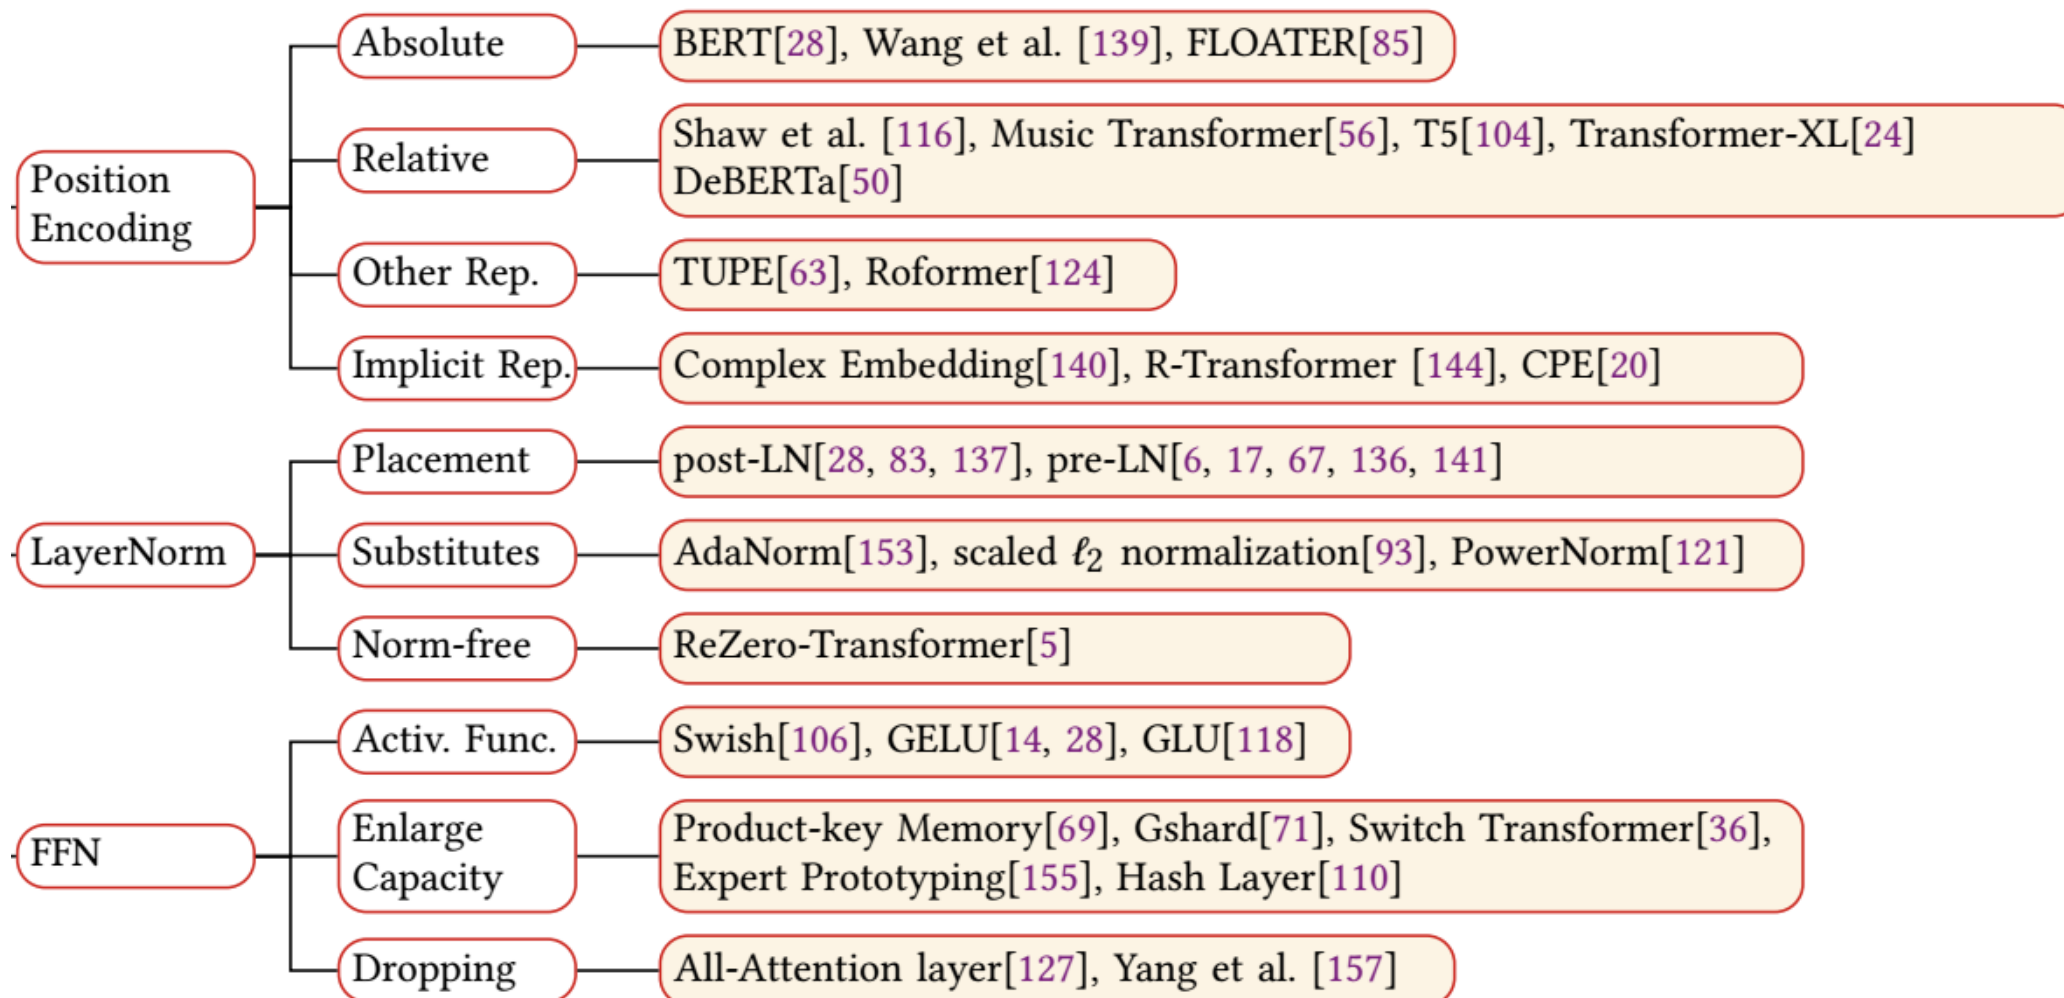 Position
Encoding
Absolute
BERT[28], Wang et al. [139], FLOATER[85]
Relative
Shaw et al. [116], Music Transformer[56], T5[104], Transformer-XL[24]
DeBERTa[50]
Other Rep.
TUPE[63], Roformer[124]
Implicit Rep.
Complex Embedding[140], R-Transformer [144], CPE[20]
LayerNorm
Placement
post-LN[28, 83, 137], pre-LN[6, 17, 67, 136, 141]
Substitutes
AdaNorm[153], scaled ℓ2 normalization[93], PowerNorm[121]
Norm-free
ReZero-Transformer[5]
FFN
Activ. Func.
Swish[106], GELU[14, 28], GLU[118]
Enlarge
Capacity
Product-key Memory[69], Gshard[71], Switch Transformer[36],
Expert Prototyping[155], Hash Layer[110]
Dropping
All-Attention layer[127], Yang et al. [157]